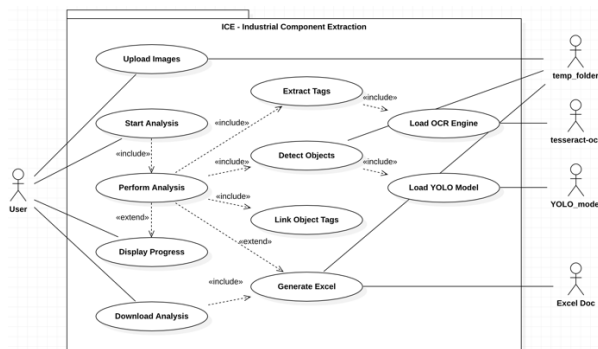 ICE - Industrial Component Extraction
Upload Images
temp_folder
Extract Tags
«include»
Start Analysis
«include»
Load OCR Engine
tesseract-oc
«include»
Detect Objects
«include»
«include»
Perform Analysis
Load YOLO Model
User
«include»
YOLO_mode
«extend»
Link Object Tags
«extend»
Display Progress
«include»
Generate Excel
Excel Doc
Download Analysis